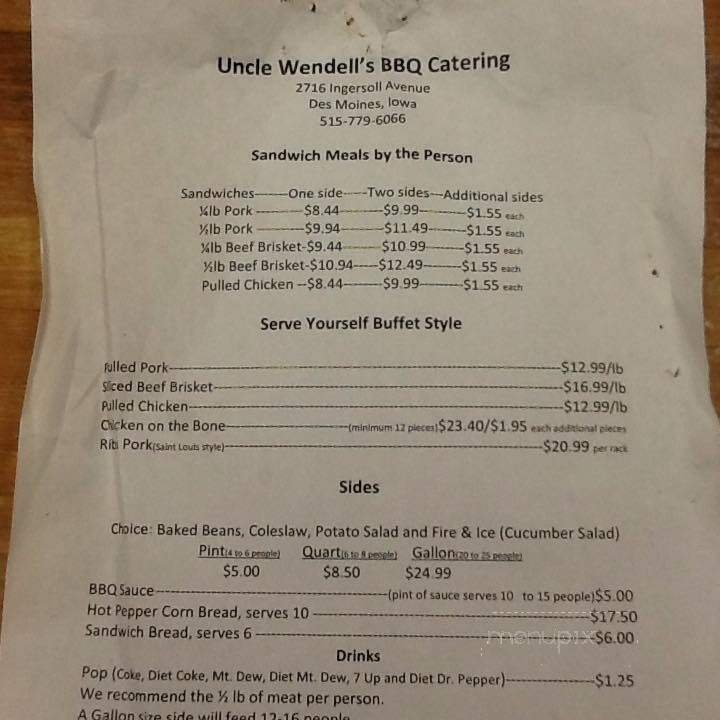 Uncle Wendell's BBQ Catering
2716 Ingersoll Avenue
Des Moines, Iowa
515-779-6066
Sandwich Meals by the Person
Sandwiches-------One side-----Two sides---Additional sides
¼lb Pork ----------$8.44---------$9.99---------$1.55 each
½lb Pork ----------$9.94---------$11.49--------$1.55 each
¼lb Beef Brisket-$9.44--------$10.99--------$1.55 each
½lb Beef Brisket-$10.94-----$12.49--------$1.55 each
Pulled Chicken --$8.44--------$9.99---------$1.55 each
Serve Yourself Buffet Style
Pulled Pork----------$12.99/lb
Sliced Beef Brisket----------$16.99/lb
Pulled Chicken----------$12.99/lb
Chicken on the Bone----------(minimum 12 pieces)$23.40/$1.95 each additional pieces
Rib Pork(Saint Louis style)----------$20.99 per rack
Sides
Choice: Baked Beans, Coleslaw, Potato Salad and Fire & Ice (Cucumber Salad)
Pint(4 to 6 people) Quart(6 to 8 people) Gallon(20 to 25 people)
$5.00 $8.50 $24.99
BBQ Sauce----------(pint of sauce serves 10 to 15 people)$5.00
Hot Pepper Corn Bread, serves 10 ----------$17.50
Sandwich Bread, serves 6 ----------$6.00
menupix
Drinks
Pop (Coke, Diet Coke, Mt. Dew, Diet Mt. Dew, 7 Up and Diet Dr. Pepper)----------$1.25
We recommend the ½ lb of meat per person.
A Gallon size side will feed 12-16 people